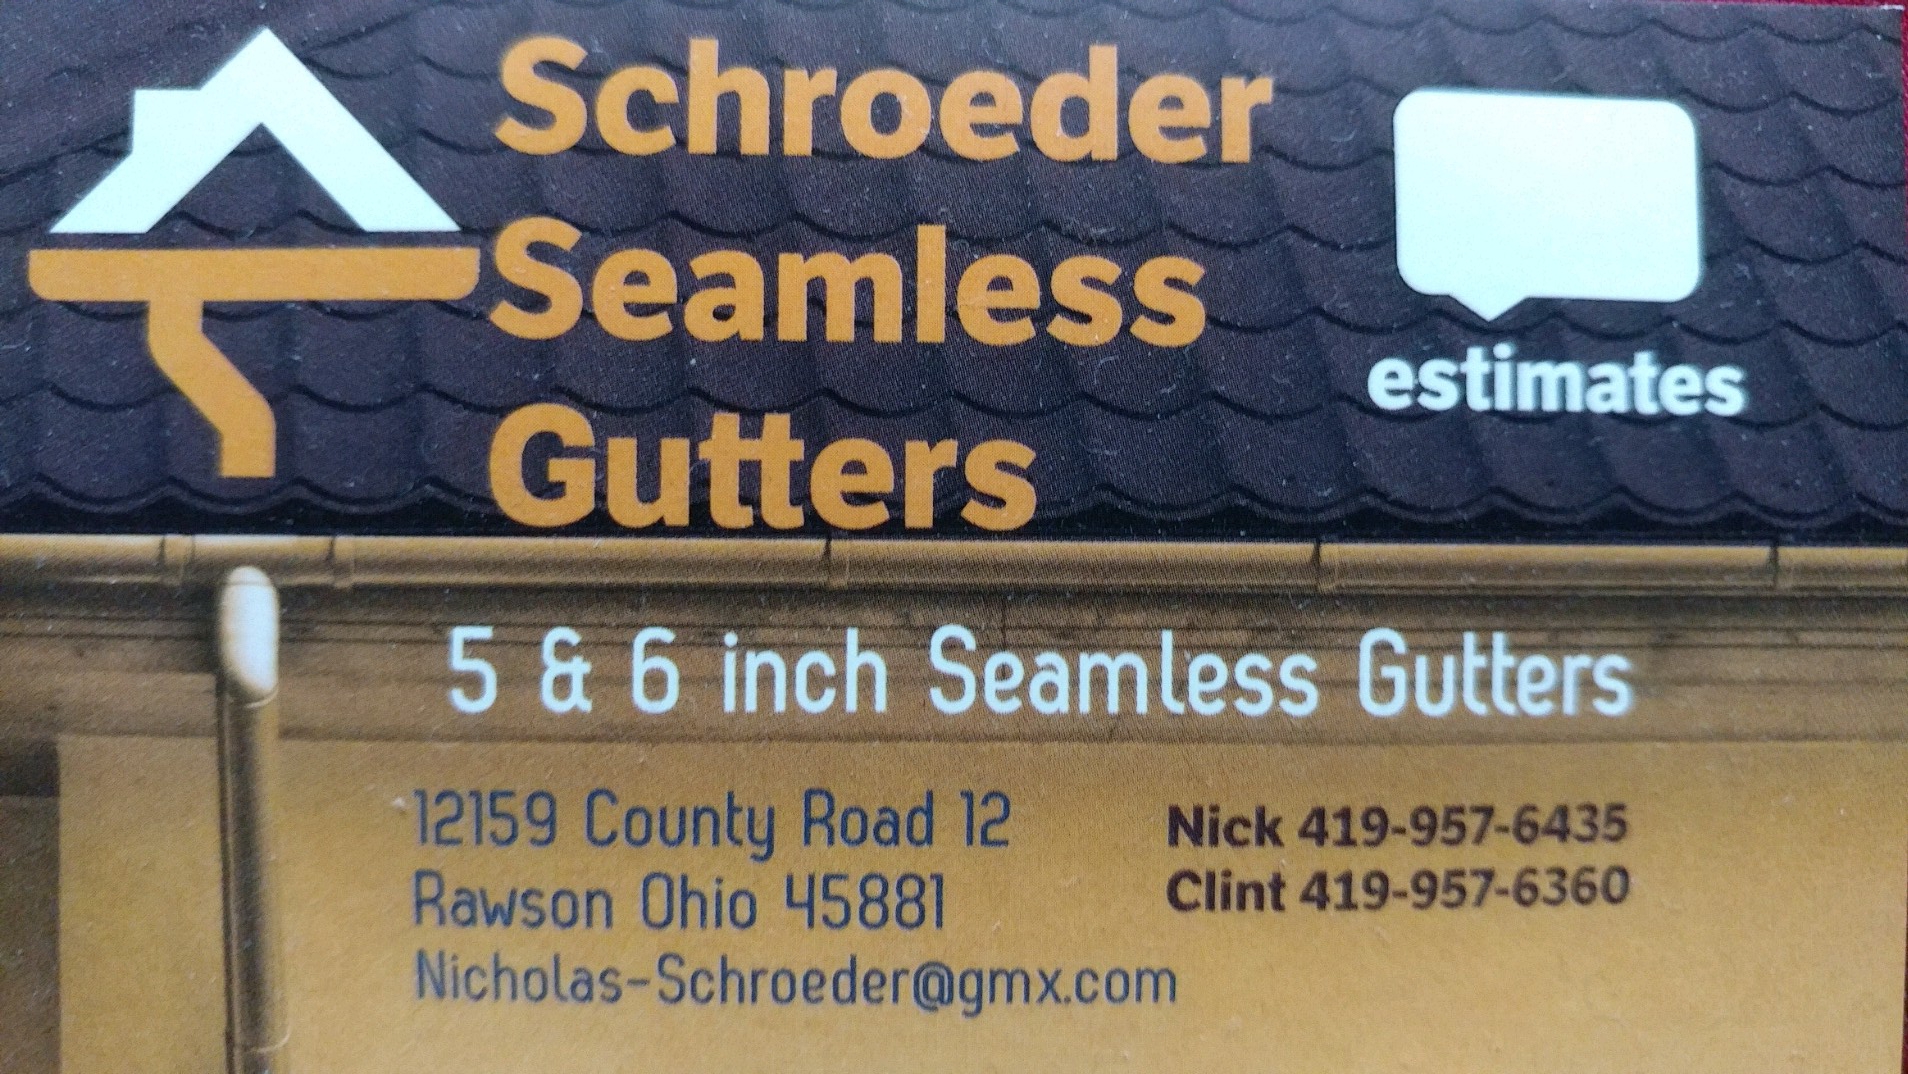 Schroeder
Seamless
Gutters
estimates
5 & 6 inch Seamless Gutters
12159 County Road 12
Rawson Ohio 45881
Nicholas-Schroeder@gmx.com
Nick 419-957-6435
Clint 419-957-6360